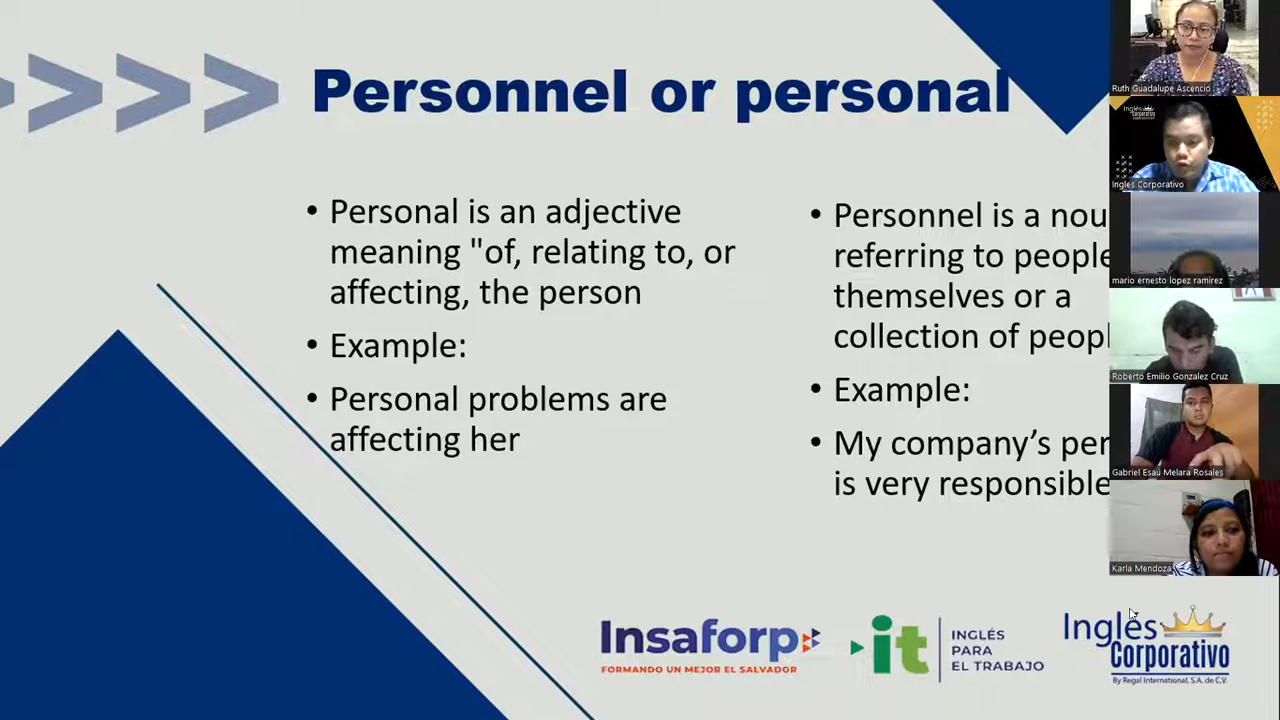 Personnel or personal
• Personal is an adjective
meaning "of, relating to, or
affecting, the person
• Example:
• Personal problems are
affecting her
• Personnel is a
referring to people
themselves or a
collection of
• Example:
• My company’s
is very responsible
Insaforp
FORMANDO UN MEJOR EL SALVADOR
it
INGLÉS
PARA
EL TRABAJO
Inglés
Corporativo
By Regal International, S.A. de C.V.
Ruth Guadalupe Ascencio
Inglés Corporativo
mario ernesto lopez ramirez
Roberto Emilio Gonzalez Cruz
Gabriel Esaú Melara Rosales
Karla Mendoza